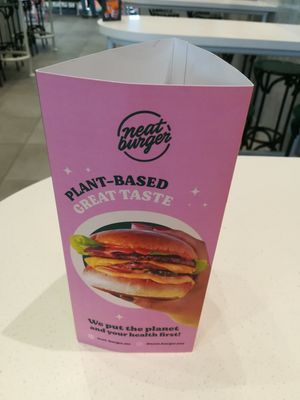 neat
burger
PLANT-BASED
GREAT TASTE
We put the planet
and your health first!